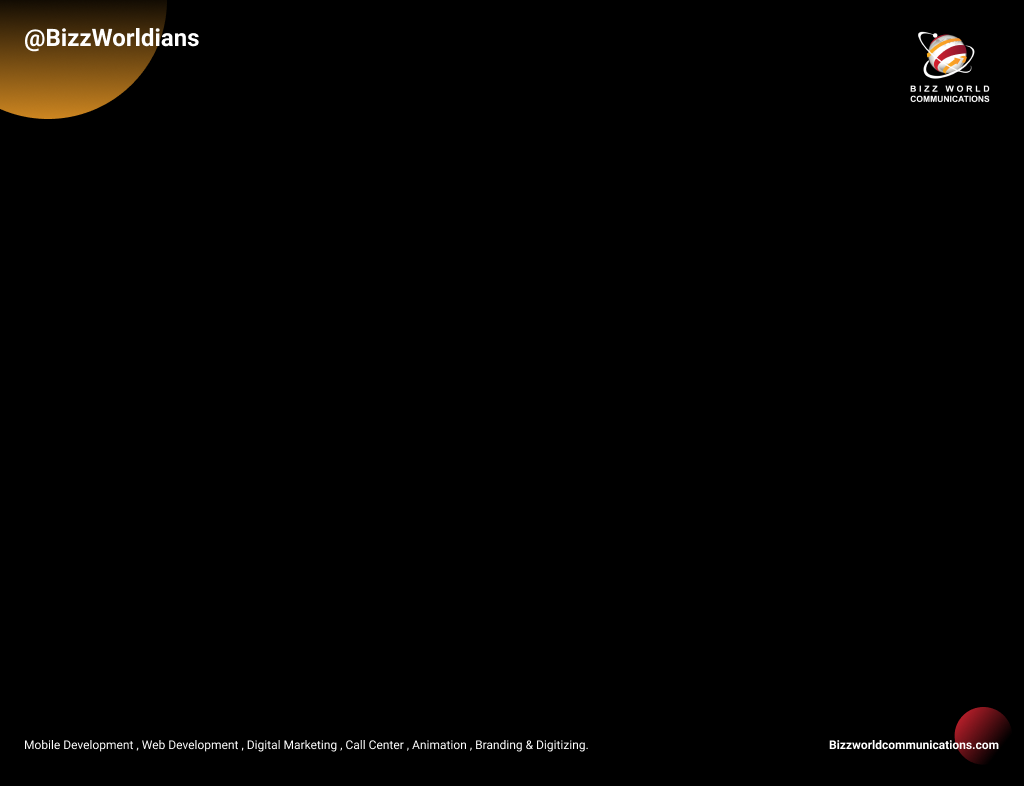 @BizzWorldians
BIZZ WORLD
COMMUNICATIONS
Mobile Development , Web Development , Digital Marketing , Call Center , Animation , Branding & Digitizing.
Bizzworldcommunications.com